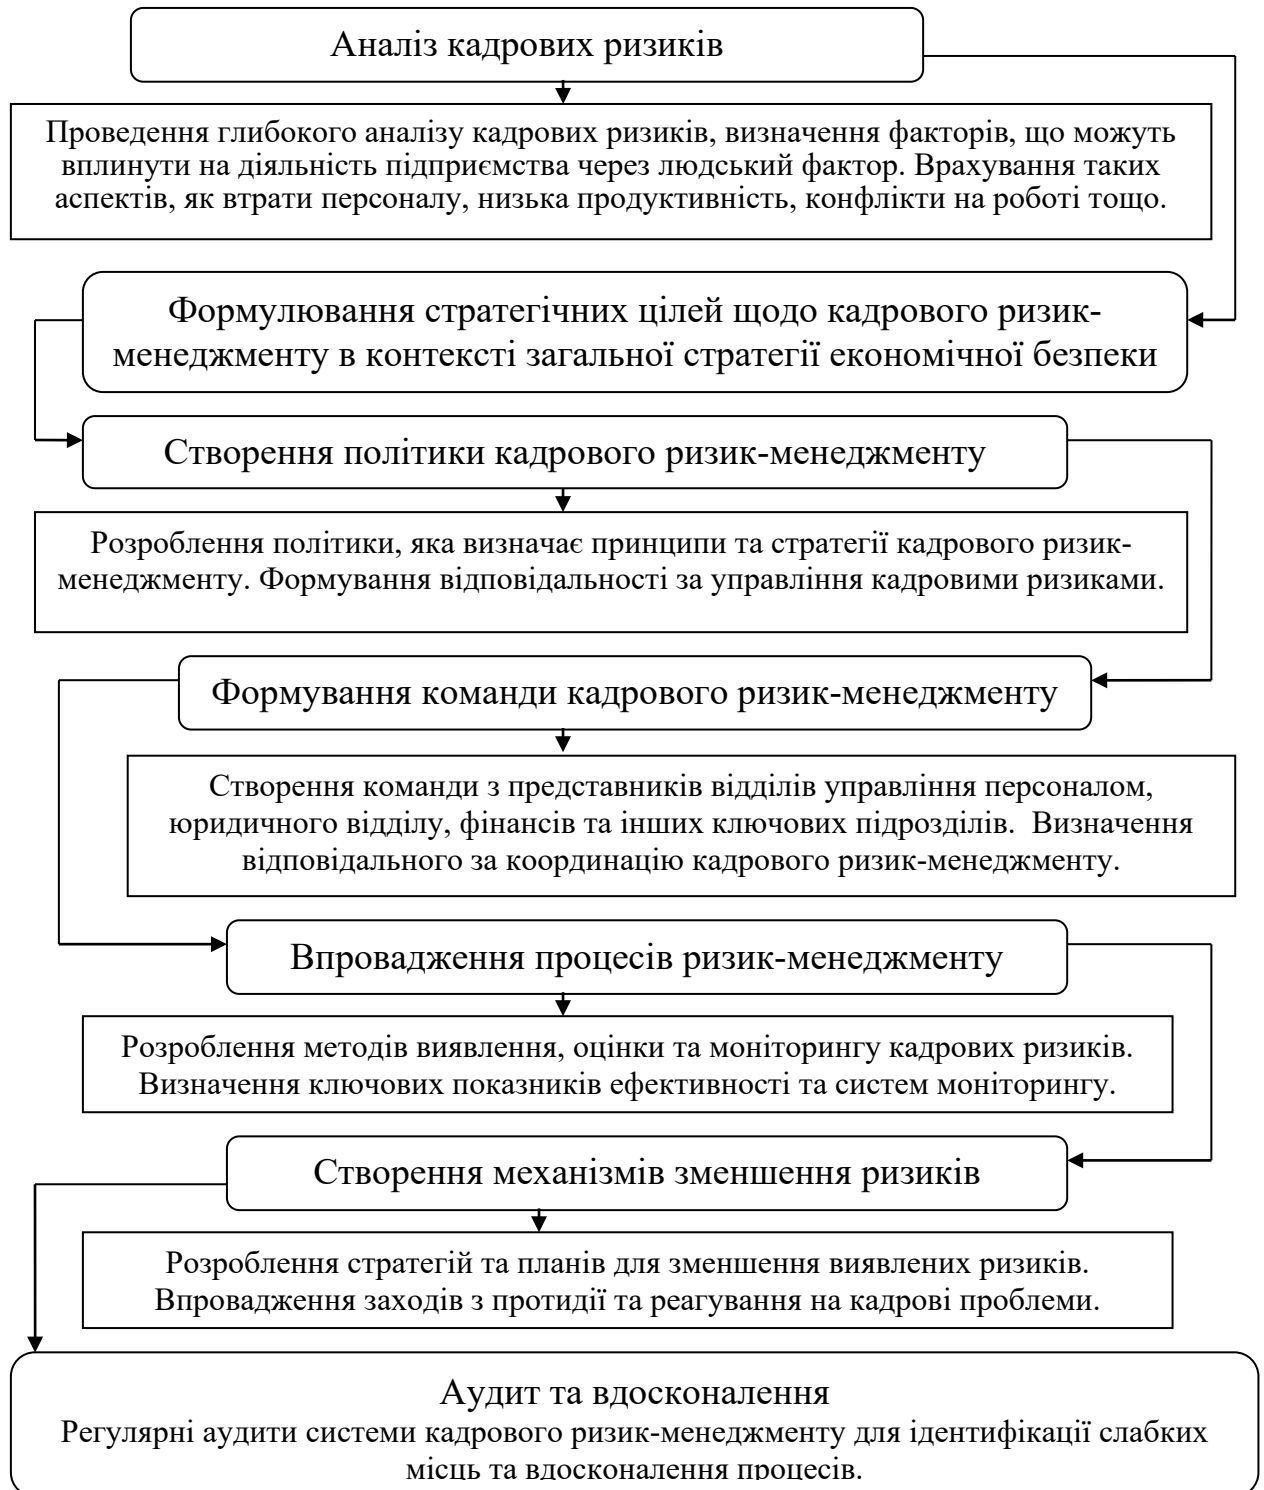 Аналіз кадрових ризиків
Проведення глибокого аналізу кадрових ризиків, визначення факторів, що можуть
вплинути на діяльність підприємства через людський фактор. Врахування таких
аспектів, як втрати персоналу, низька продуктивність, конфлікти на роботі тощо.
Формулювання стратегічних цілей щодо кадрового ризик-
менеджменту в контексті загальної стратегії економічної безпеки
Створення політики кадрового ризик-менеджменту
Розроблення політики, яка визначає принципи та стратегії кадрового ризик-
менеджменту. Формування відповідальності за управління кадровими ризиками.
Формування команди кадрового ризик-менеджменту
Створення команди з представників відділів управління персоналом,
юридичного відділу, фінансів та інших ключових підрозділів. Визначення
відповідального за координацію кадрового ризик-менеджменту.
Впровадження процесів ризик-менеджменту
Розроблення методів виявлення, оцінки та моніторингу кадрових ризиків.
Визначення ключових показників ефективності та систем моніторингу.
Створення механізмів зменшення ризиків
Розроблення стратегій та планів для зменшення виявлених ризиків.
Впровадження заходів з протидії та реагування на кадрові проблеми.
Аудит та вдосконалення
Регулярні аудити системи кадрового ризик-менеджменту для ідентифікації слабких
місць та вдосконалення процесів.